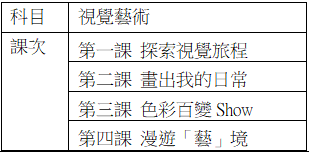 科目 視覺藝術
課次 第一課 探索視覺旅程
第二課 畫出我的日常
第三課 色彩百變 Show
第四課 漫遊「藝」境